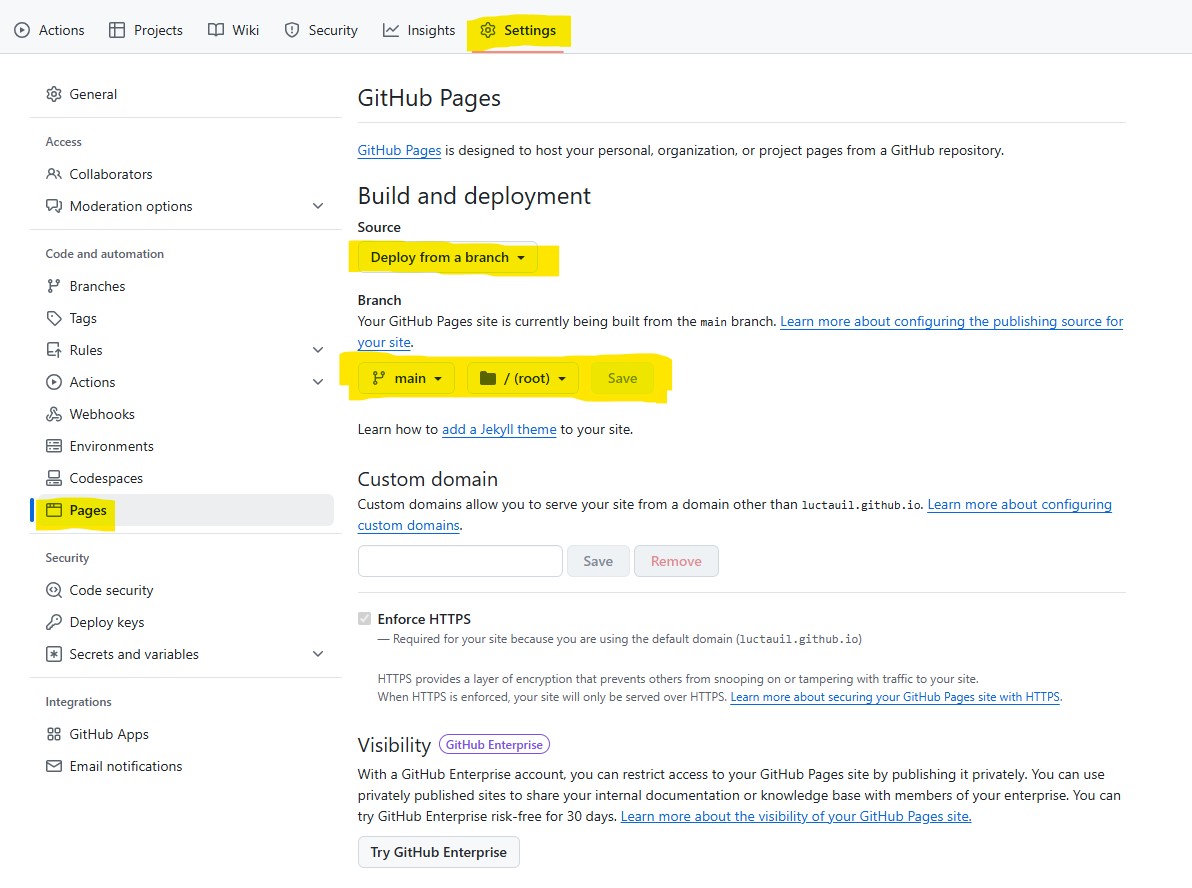 Actions Projects Wiki Security Insights Settings
General
Access
Collaborators
Moderation options
Code and automation
Branches
Tags
Rules
Actions
Webhooks
Environments
Codespaces
Pages
Security
Code security
Deploy keys
Secrets and variables
Integrations
GitHub Apps
Email notifications
GitHub Pages
GitHub Pages is designed to host your personal, organization, or project pages from a GitHub repository.
Build and deployment
Source
Deploy from a branch
Branch
Your GitHub Pages site is currently being built from the main branch. Learn more about configuring the publishing source for
your site.
main / (root) Save
Learn how to add a Jekyll theme to your site.
Custom domain
Custom domains allow you to serve your site from a domain other than luctauil.github.io. Learn more about configuring
custom domains.
Save Remove
Enforce HTTPS
— Required for your site because you are using the default domain (luctauil.github.io)
HTTPS provides a layer of encryption that prevents others from snooping on or tampering with traffic to your site.
When HTTPS is enforced, your site will only be served over HTTPS. Learn more about securing your GitHub Pages site with HTTPS.
Visibility GitHub Enterprise
With a GitHub Enterprise account, you can restrict access to your GitHub Pages site by publishing it privately. You can use
privately published sites to share your internal documentation or knowledge base with members of your enterprise. You can
try GitHub Enterprise risk-free for 30 days. Learn more about the visibility of your GitHub Pages site.
Try GitHub Enterprise